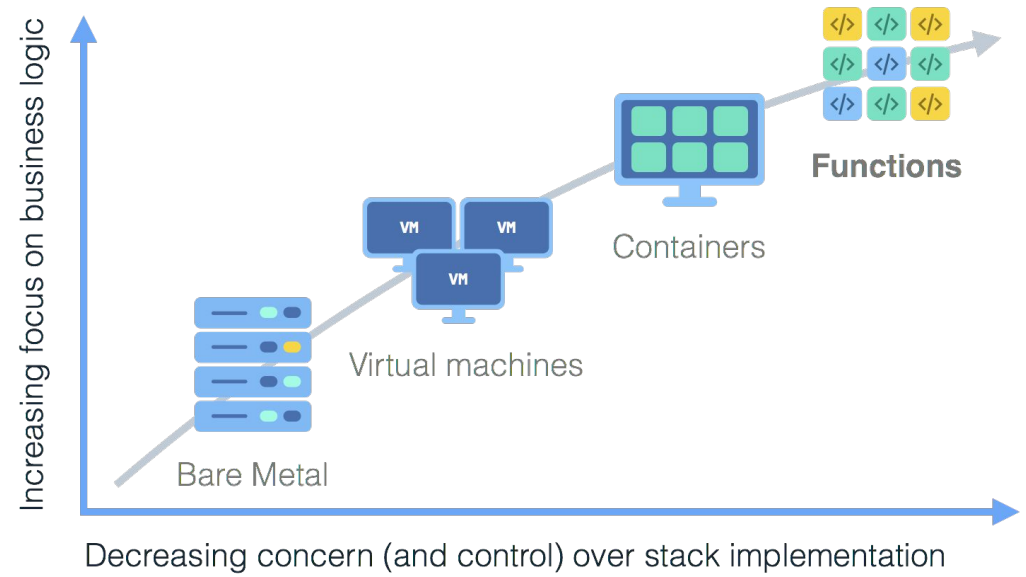 Increasing focus on business logic
</>
</>
</>
</>
</>
</>
</>
</>
</>
Functions
Containers
VM
VM
VM
Virtual machines
Bare Metal
Decreasing concern (and control) over stack implementation